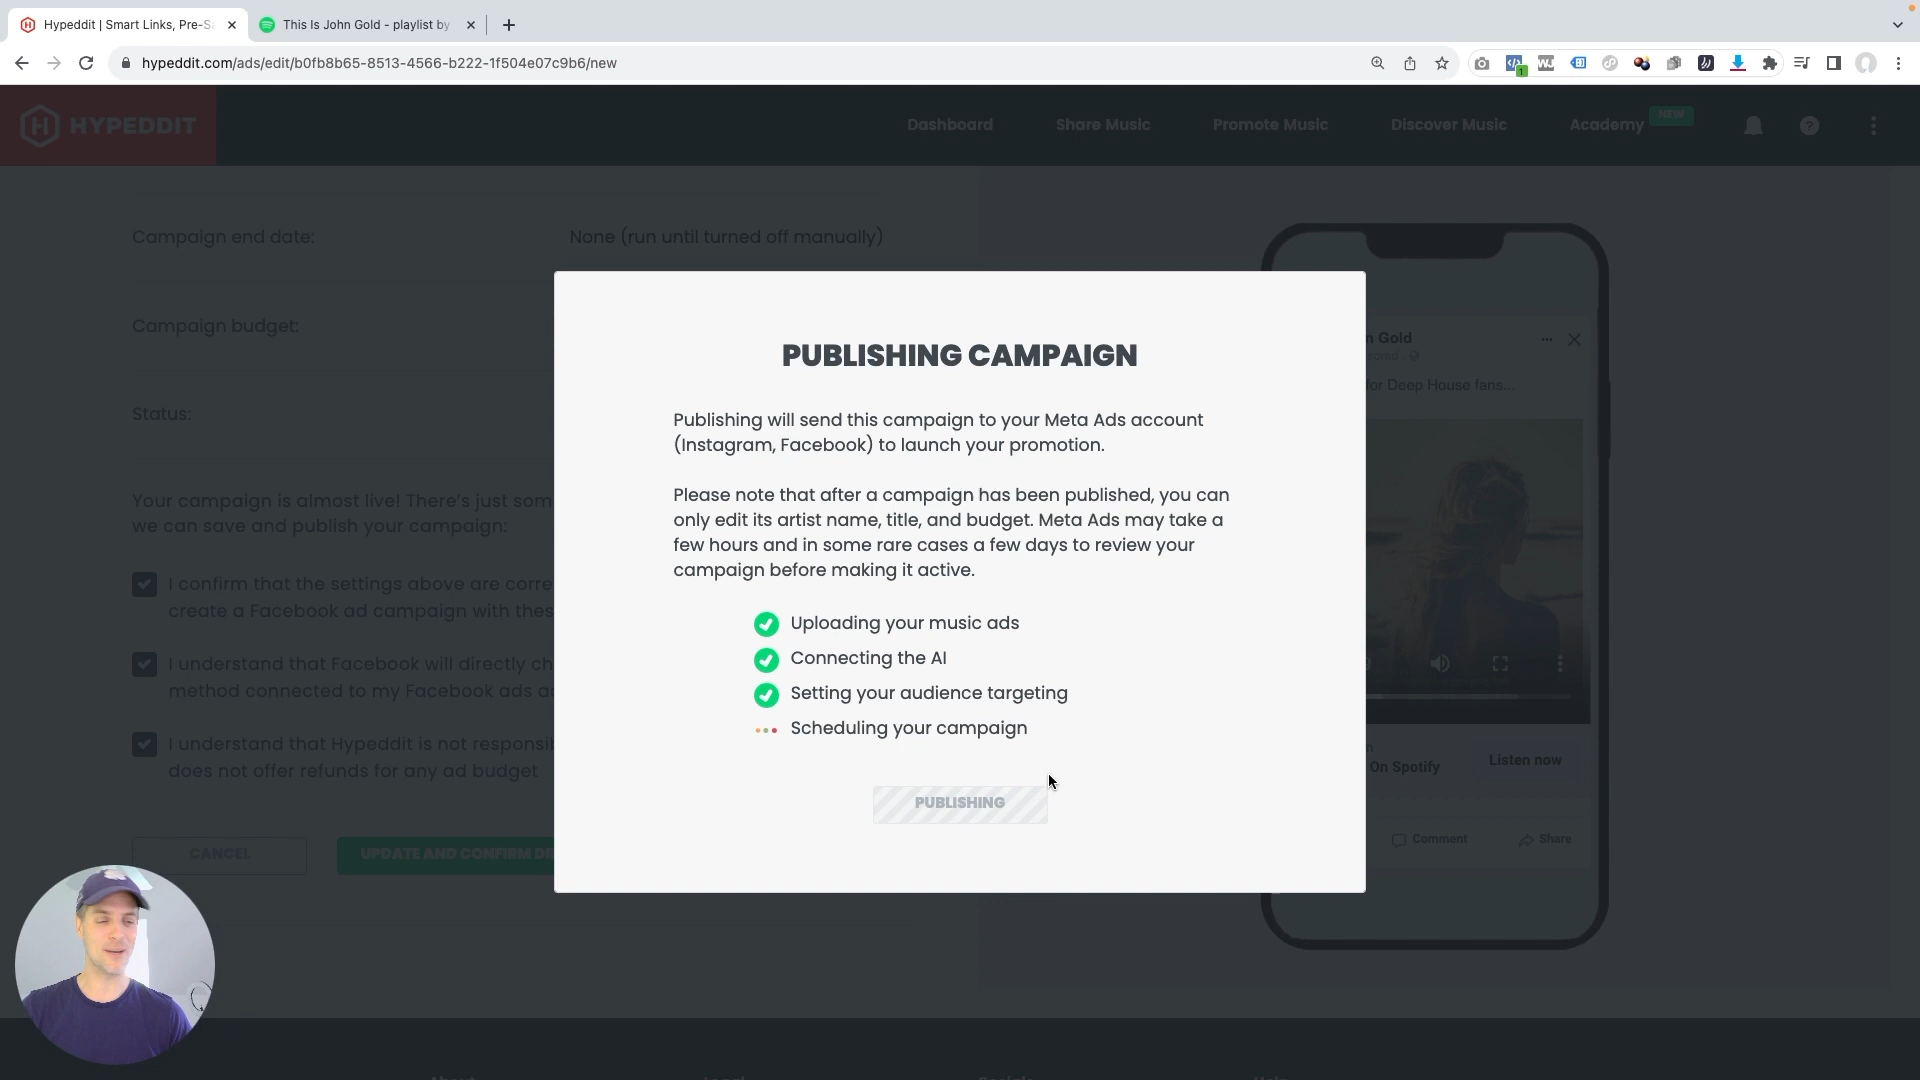 Hypeddit | Smart Links, Pre-S
This Is John Gold - playlist by
hypeddit.com/ads/edit/b0fb8b65-8513-4566-b222-1f504e07c9b6/new
1
HYPEDDIT
Dashboard
Share Music
Promote Music
Discover Music
Academy
NEW
Campaign end date:
None (run until turned off manually)
Campaign budget:
Status:
Your campaign is almost live! There's just som
we can save and publish your campaign:
I confirm that the settings above are corre
create a Facebook ad campaign with thes
I understand that Facebook will directly ch
method connected to my Facebook ads a
I understand that Hypeddit is not responsib
does not offer refunds for any ad budget
CANCEL
UPDATE AND CONFIRM D
PUBLISHING CAMPAIGN
Publishing will send this campaign to your Meta Ads account
(Instagram, Facebook) to launch your promotion.
Please note that after a campaign has been published, you can
only edit its artist name, title, and budget. Meta Ads may take a
few hours and in some rare cases a few days to review your
campaign before making it active.
Uploading your music ads
Connecting the AI
Setting your audience targeting
Scheduling your campaign
PUBLISHING
n Gold
ored
for Deep House fans...
n
On Spotify
Listen now
Comment
Share